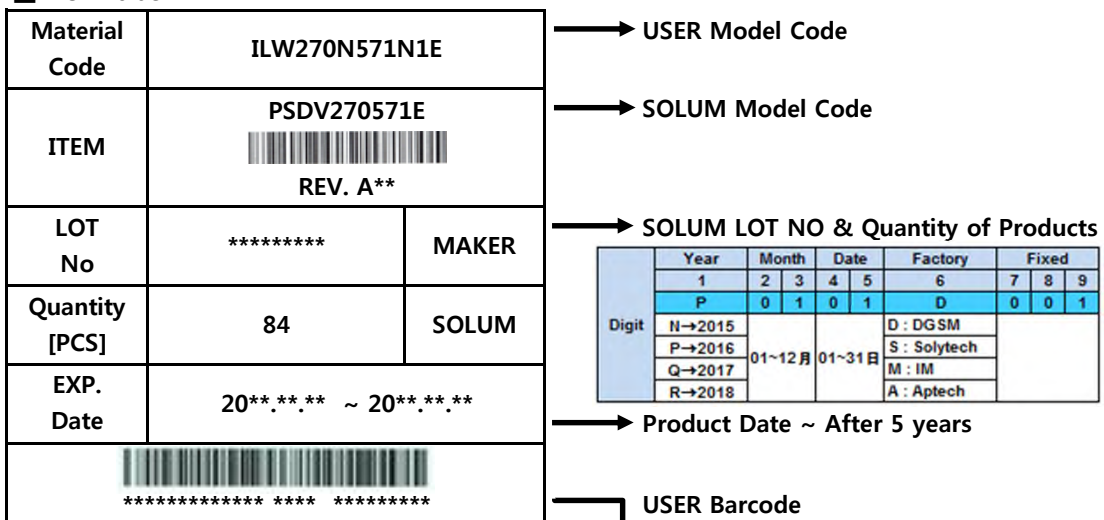 Material
Code
ILW270N571N1E
USER Model Code
ITEM
PSDV270571E
REV. A**
SOLUM Model Code
LOT
No
*********
MAKER
Quantity
[PCS]
84
SOLUM
SOLUM LOT NO & Quantity of Products
Digit
Year Month Date Factory Fixed
1 2 3 4 5 6 7 8 9
P 0 1 0 1 D 0 0 1
N→2015
P→2016
Q→2017
R→2018
01~12月
01~31日
D : DGSM
S : Solytech
M : IM
A : Aptech
EXP.
Date
20**.**.** ~ 20**.**.**
Product Date ~ After 5 years
************* **** *********
USER Barcode